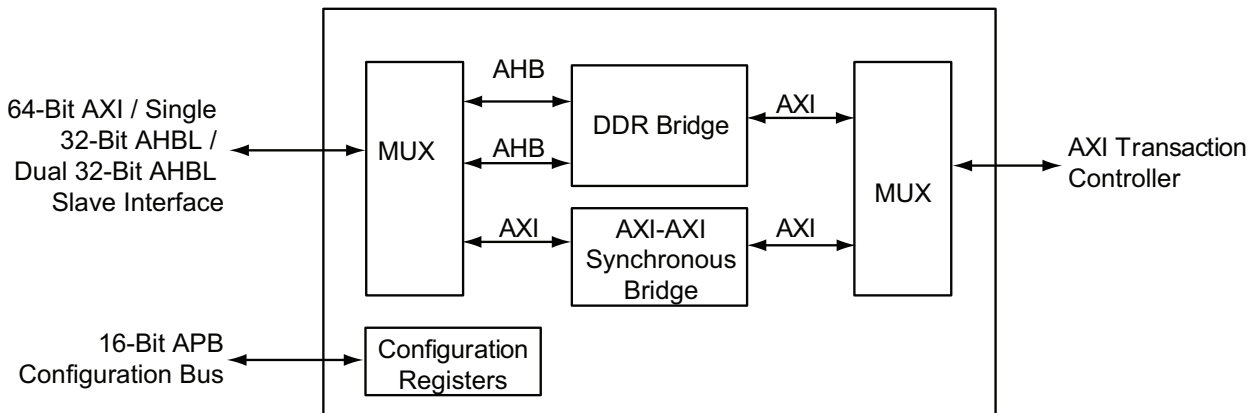 64-Bit AXI / Single
32-Bit AHBL /
Dual 32-Bit AHBL
Slave Interface
MUX
AHB
AHB
AXI
DDR Bridge
AXI-AXI
Synchronous
Bridge
AXI
AXI
MUX
AXI Transaction
Controller
16-Bit APB
Configuration Bus
Configuration
Registers